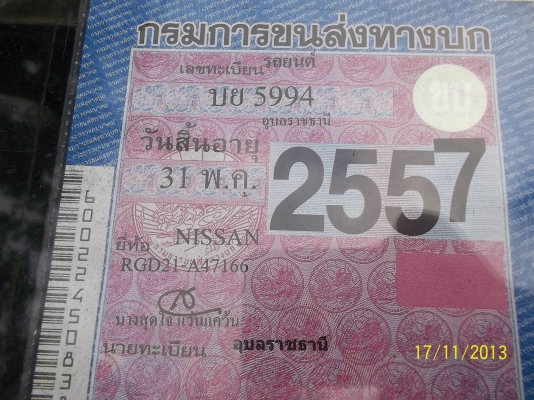 กรมการขนส่งทางบก
เลขทะเบียน รถยนต์
บย 5994
อุบลราชธานี
วันสิ้นอายุ
31 พ.ค. 2557
ยี่ห้อ NISSAN
RGD21-A47166
นายทะเบียน อุบลราชธานี
17/11/2013